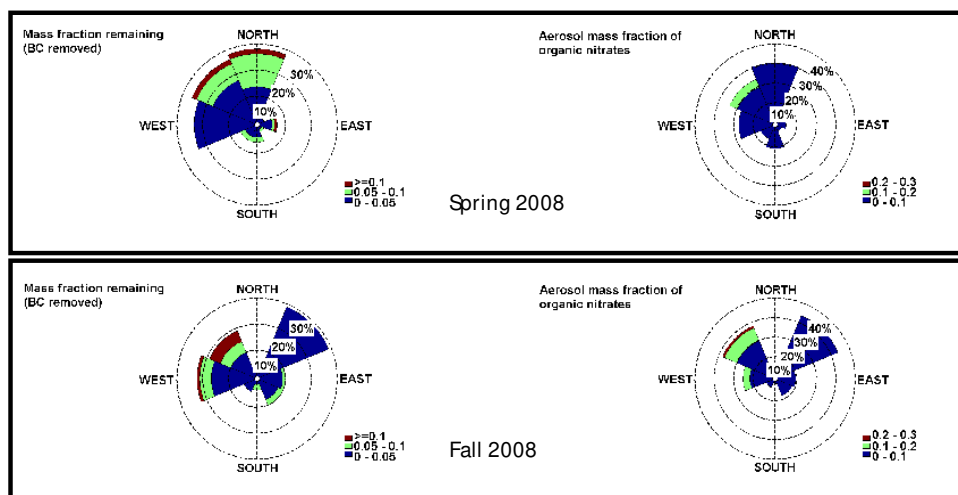 Mass fraction remaining
(BC removed)
NORTH
30%
20%
10%
WEST
EAST
SOUTH
>=0.1
0.05 - 0.1
0 - 0.05
Spring 2008
Aerosol mass fraction of
organic nitrates
NORTH
40%
30%
20%
10%
WEST
EAST
SOUTH
0.2 - 0.3
0.1 - 0.2
0 - 0.1
Mass fraction remaining
(BC removed)
NORTH
30%
20%
10%
WEST
EAST
SOUTH
>=0.1
0.05 - 0.1
0 - 0.05
Fall 2008
Aerosol mass fraction of
organic nitrates
NORTH
40%
30%
20%
10%
WEST
EAST
SOUTH
0.2 - 0.3
0.1 - 0.2
0 - 0.1